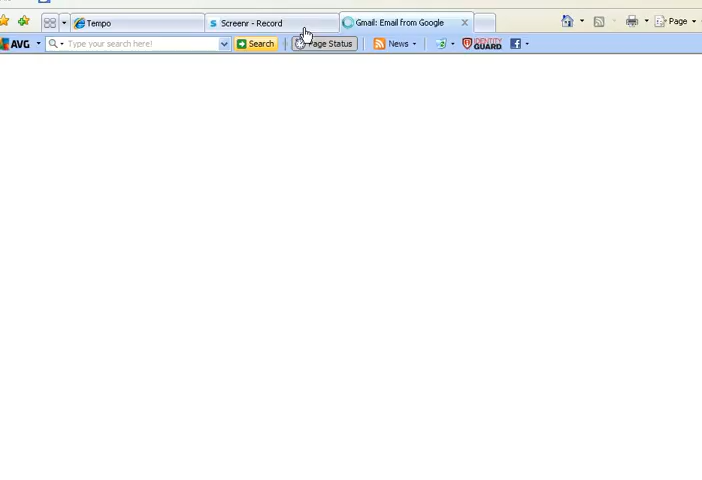 Tempo Screenr - Record Gmail: Email from Google Page
AVG Type your search here! Search Page Status News IDENTITY GUARD